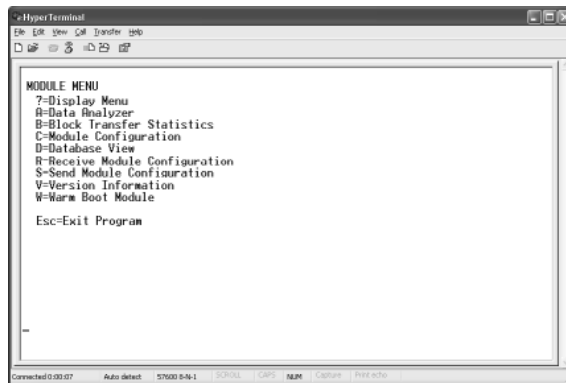 HyperTerminal
File Edit View Call Transfer Help
MODULE MENU
?=Display Menu
A=Data Analyzer
B=Block Transfer Statistics
C=Module Configuration
D=Database View
R=Receive Module Configuration
S=Send Module Configuration
V=Version Information
W=Warm Boot Module
Esc=Exit Program
Connected 0:00:07 Auto detect 57600 8-N-1 SCROLL CAPS NUM Capture Print echo